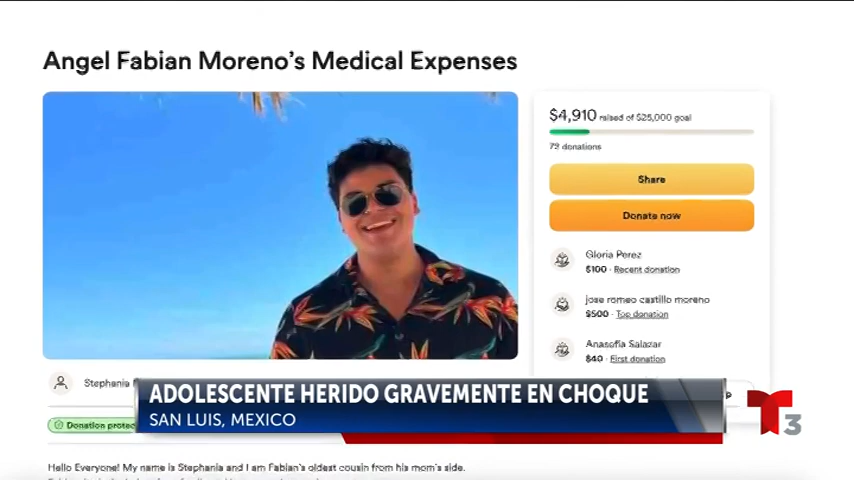 Angel Fabian Moreno's Medical Expenses
$4,910 raised of $25,000 goal
79 donations
Share
Donate now
Gloria Perez
$100 · Recent donation
jose romeo castillo moreno
$500 · Top donation
Anasofia Salazar
$40 · First donation
Stephania
ADOLESCENTE HERIDO GRAVEMENTE EN CHOQUE
SAN LUIS, MEXICO
3
Donation protec
Hello Everyone! My name is Stephania and I am Fabian's oldest cousin from his mom's side.